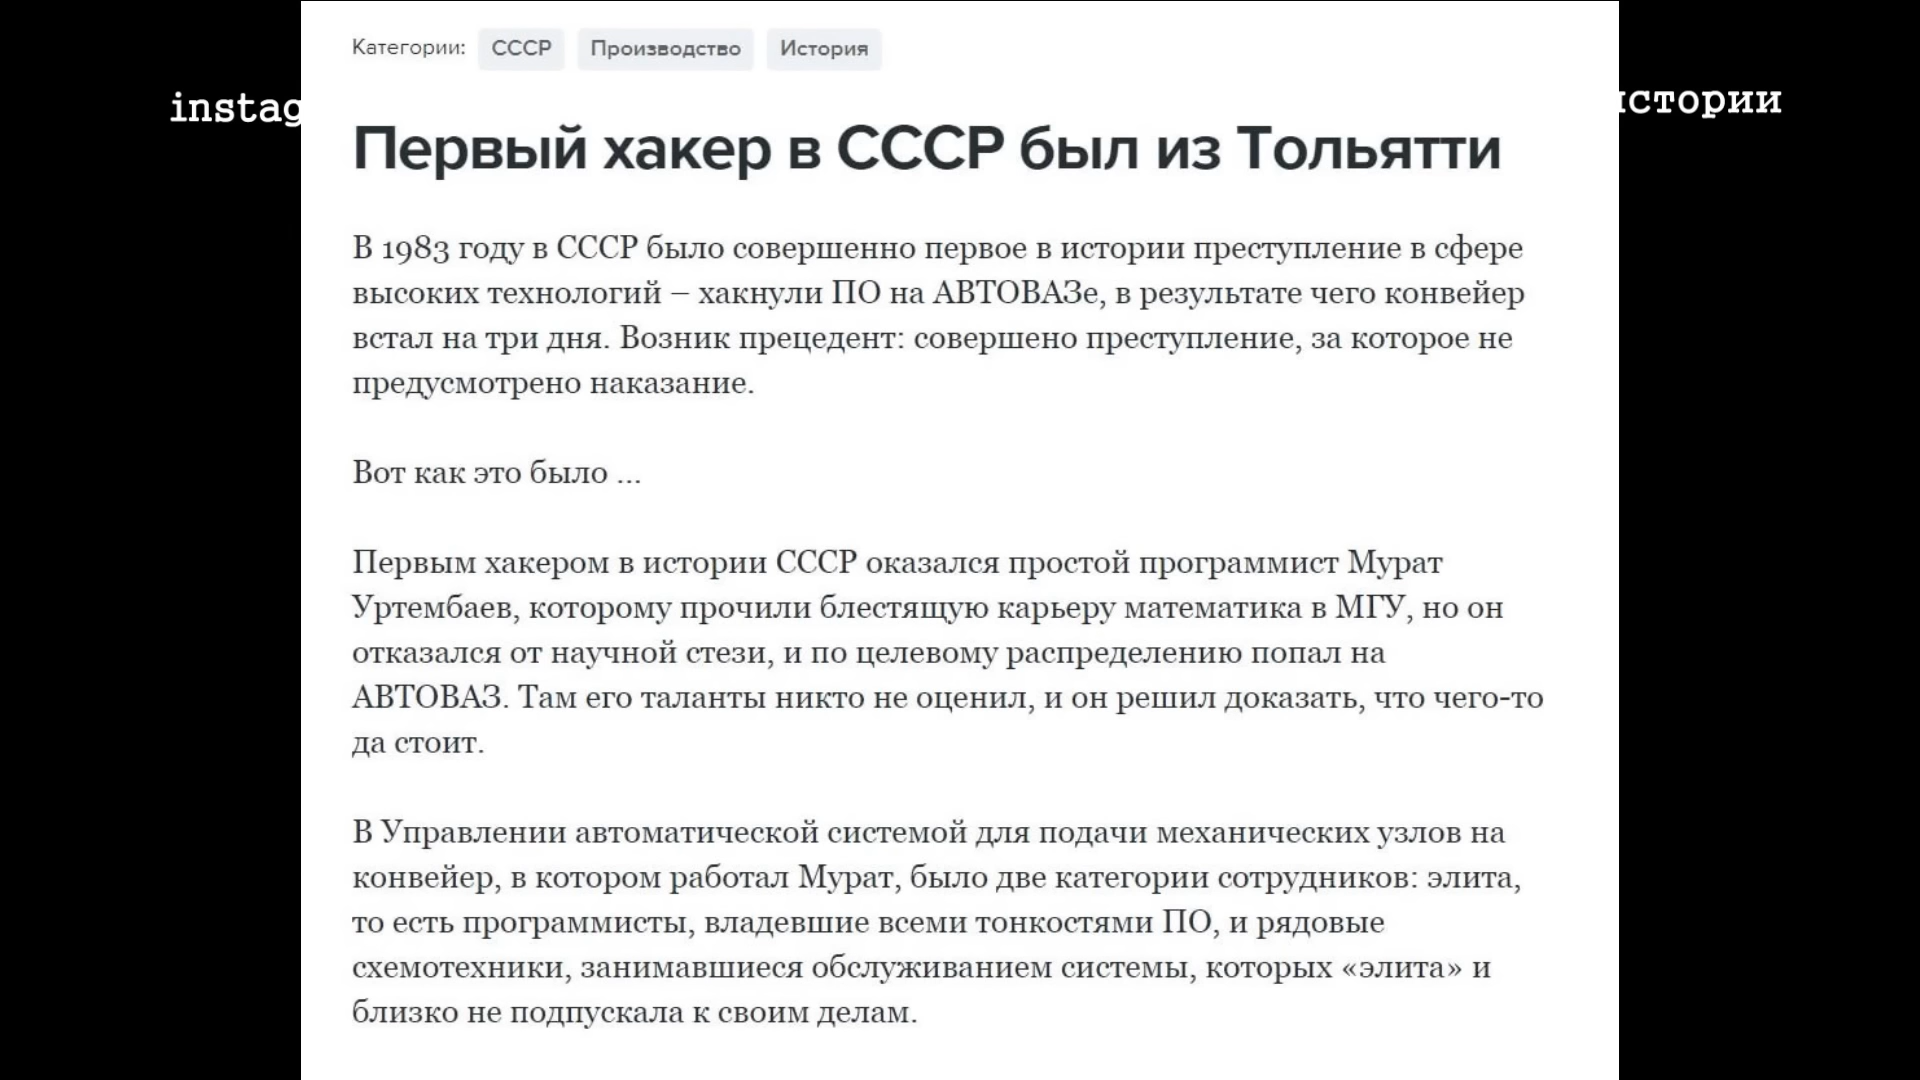 Категории: СССР Производство История
instag
стории
Первый хакер в СССР был из Тольятти
В 1983 году в СССР было совершенно первое в истории преступление в сфере
высоких технологий – хакнули ПО на АВТОВАЗе, в результате чего конвейер
встал на три дня. Возник прецедент: совершено преступление, за которое не
предусмотрено наказание.
Вот как это было ...
Первым хакером в истории СССР оказался простой программист Мурат
Уртембаев, которому прочили блестящую карьеру математика в МГУ, но он
отказался от научной стези, и по целевому распределению попал на
АВТОВАЗ. Там его таланты никто не оценил, и он решил доказать, что чего-то
да стоит.
В Управлении автоматической системой для подачи механических узлов на
конвейер, в котором работал Мурат, было две категории сотрудников: элита,
то есть программисты, владевшие всеми тонкостями ПО, и рядовые
схемотехники, занимавшиеся обслуживанием системы, которых «элита» и
близко не подпускала к своим делам.